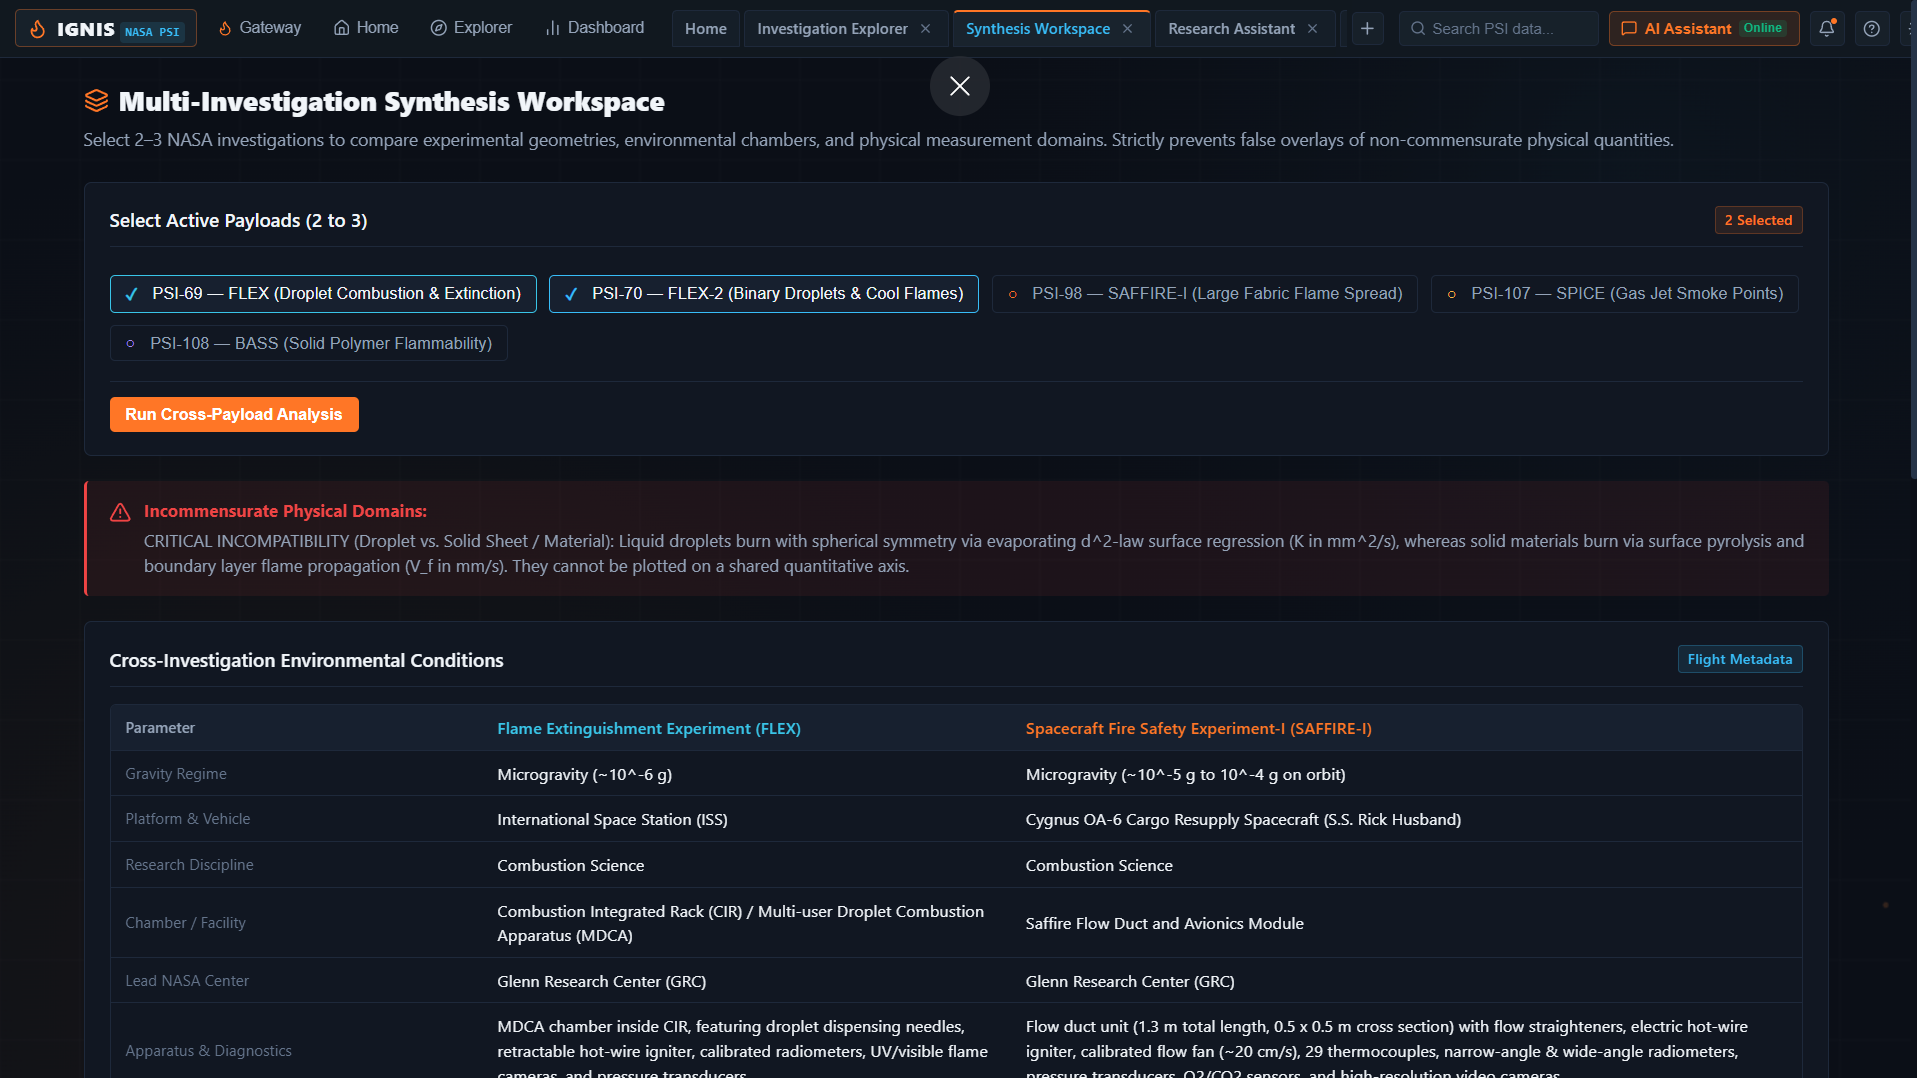 IGNIS NASA PSI Gateway Home Explorer Dashboard Home Investigation Explorer Synthesis Workspace Research Assistant Search PSI data... AI Assistant Online
Multi-Investigation Synthesis Workspace
Select 2–3 NASA investigations to compare experimental geometries, environmental chambers, and physical measurement domains. Strictly prevents false overlays of non-commensurate physical quantities.
Select Active Payloads (2 to 3) 2 Selected
✓ PSI-69 — FLEX (Droplet Combustion & Extinction) ✓ PSI-70 — FLEX-2 (Binary Droplets & Cool Flames) PSI-98 — SAFFIRE-I (Large Fabric Flame Spread) PSI-107 — SPICE (Gas Jet Smoke Points)
PSI-108 — BASS (Solid Polymer Flammability)
Run Cross-Payload Analysis
Incommensurate Physical Domains:
CRITICAL INCOMPATIBILITY (Droplet vs. Solid Sheet / Material): Liquid droplets burn with spherical symmetry via evaporating d^2-law surface regression (K in mm^2/s), whereas solid materials burn via surface pyrolysis and
boundary layer flame propagation (V_f in mm/s). They cannot be plotted on a shared quantitative axis.
Cross-Investigation Environmental Conditions Flight Metadata
Parameter Flame Extinguishment Experiment (FLEX) Spacecraft Fire Safety Experiment-I (SAFFIRE-I)
Gravity Regime Microgravity (~10^-6 g) Microgravity (~10^-5 g to 10^-4 g on orbit)
Platform & Vehicle International Space Station (ISS) Cygnus OA-6 Cargo Resupply Spacecraft (S.S. Rick Husband)
Research Discipline Combustion Science Combustion Science
Chamber / Facility Combustion Integrated Rack (CIR) / Multi-user Droplet Combustion
Apparatus (MDCA) Saffire Flow Duct and Avionics Module
Lead NASA Center Glenn Research Center (GRC) Glenn Research Center (GRC)
Apparatus & Diagnostics MDCA chamber inside CIR, featuring droplet dispensing needles,
retractable hot-wire igniter, calibrated radiometers, UV/visible flame
cameras, and pressure transducers.
Flow duct unit (1.3 m total length, 0.5 x 0.5 m cross section) with flow straighteners, electric hot-wire
igniter, calibrated flow fan (~20 cm/s), 29 thermocouples, narrow-angle & wide-angle radiometers,
pressure transducers, O2/CO2 sensors, and high-resolution video cameras.